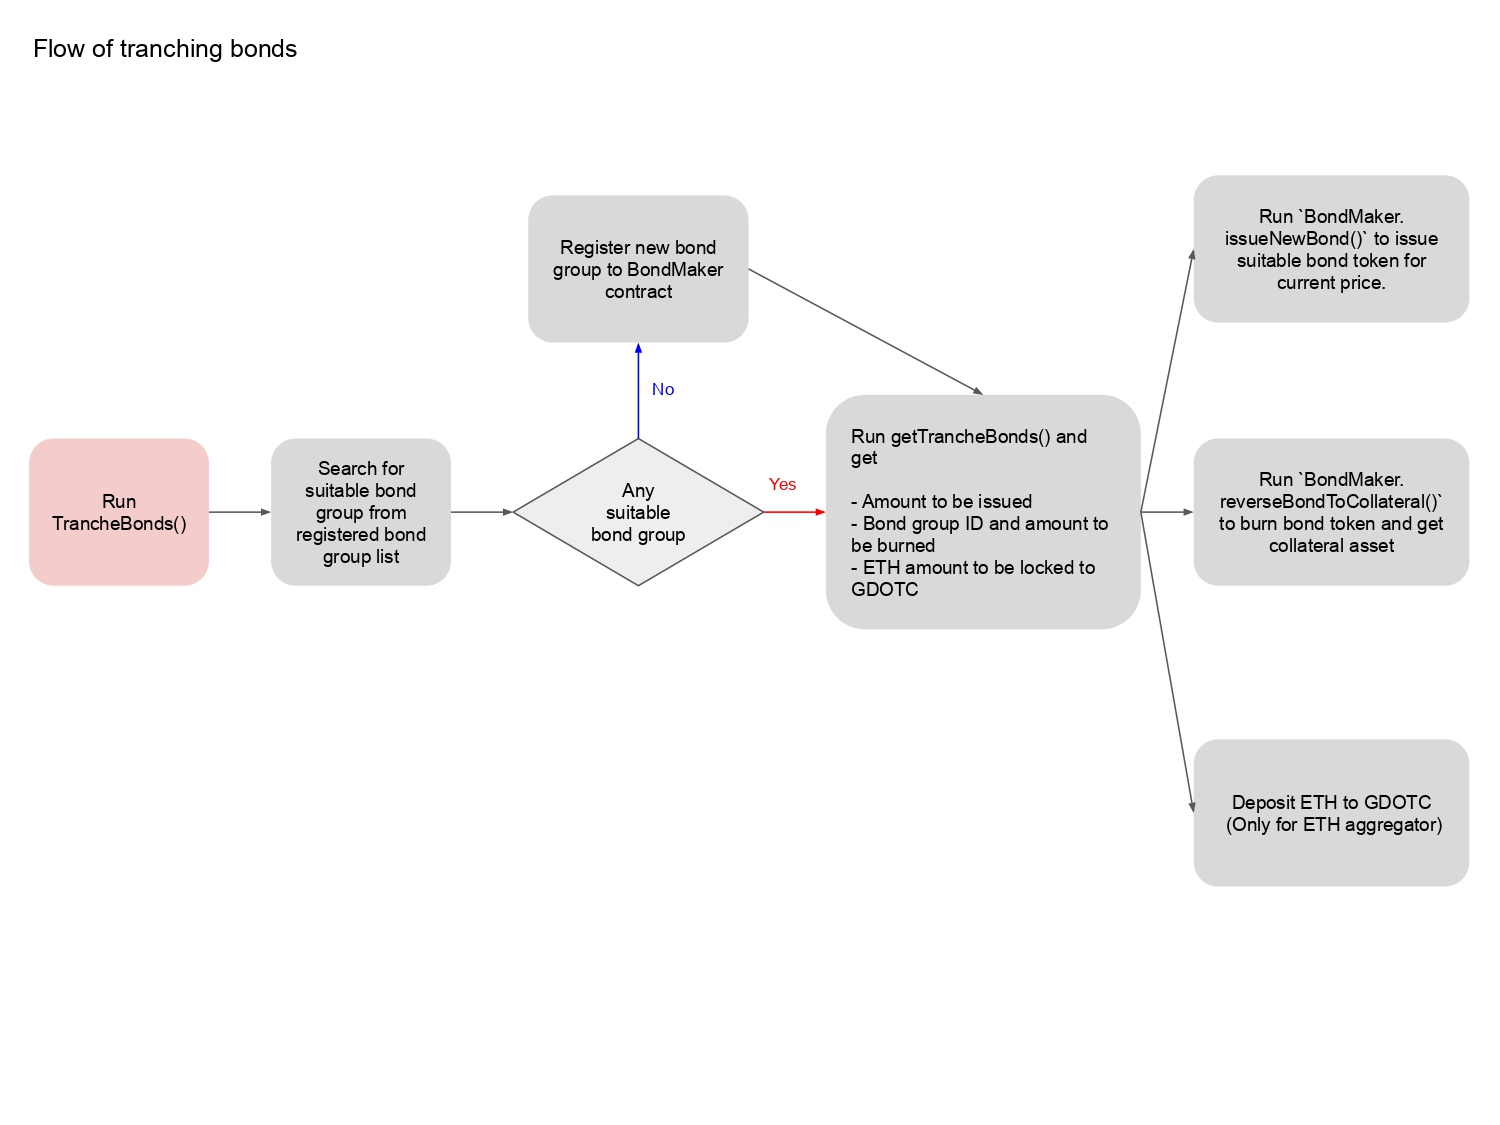 Flow of tranching bonds
Run
TrancheBonds()
Search for
suitable bond
group from
registered bond
group list
Any
suitable
bond group
No
Register new bond
group to BondMaker
contract
Yes
Run getTrancheBonds() and
get
- Amount to be issued
- Bond group ID and amount to
be burned
- ETH amount to be locked to
GDOTC
Run `BondMaker.
issueNewBond()` to issue
suitable bond token for
current price.
Run `BondMaker.
reverseBondToCollateral()`
to burn bond token and get
collateral asset
Deposit ETH to GDOTC
(Only for ETH aggregator)